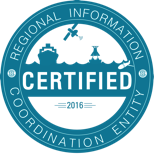 REGIONAL INFORMATION
CERTIFIED
2016
COORDINATION ENTITY